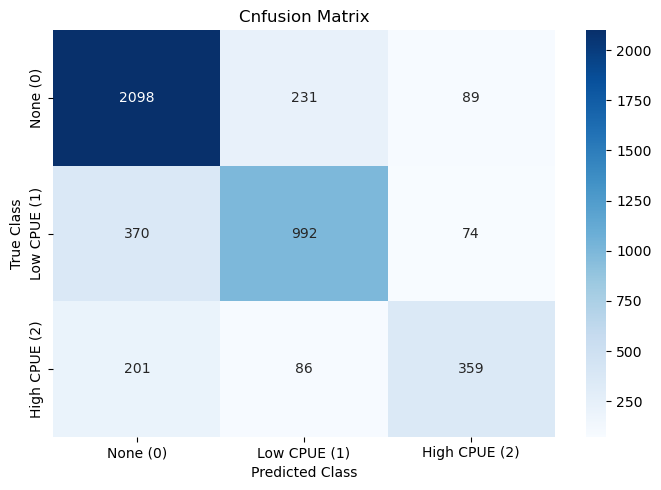 Cnfusion Matrix
True Class
None (0)
2098 231 89
Low CPUE (1)
370 992 74
High CPUE (2)
201 86 359
None (0) Low CPUE (1) High CPUE (2)
Predicted Class
2000
1750
1500
1250
1000
750
500
250